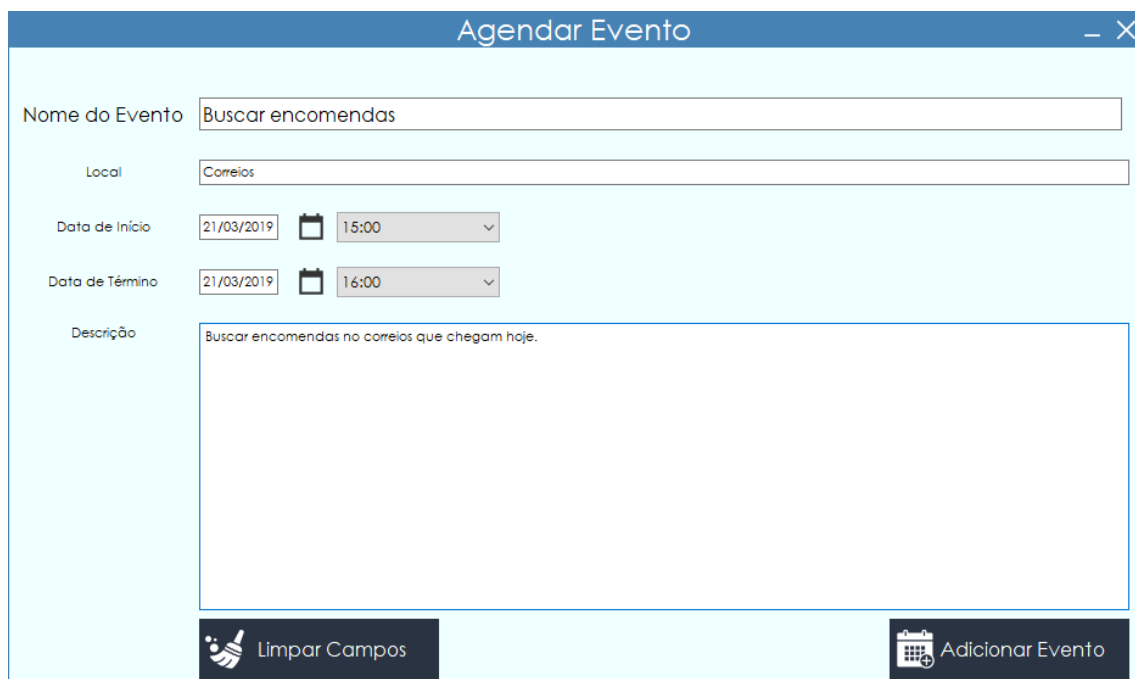 Agendar Evento
Nome do Evento Buscar encomendas
Local Correios
Data de Início 21/03/2019 15:00
Data de Término 21/03/2019 16:00
Descrição Buscar encomendas no correios que chegam hoje.
Limpar Campos Adicionar Evento